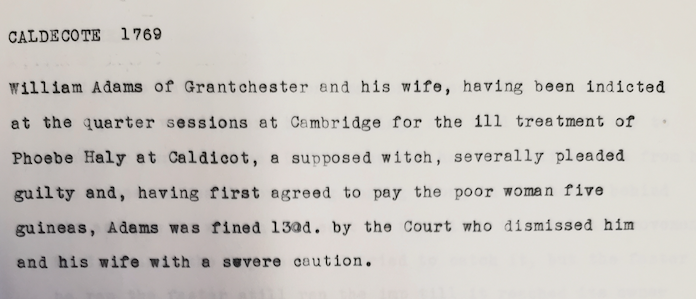 CALDECOTE 1769
William Adams of Grantchester and his wife, having been indicted
at the quarter sessions at Cambridge for the ill treatment of
Phoebe Haly at Caldicot, a supposed witch, severally pleaded
guilty and, having first agreed to pay the poor woman five
guineas, Adams was fined by the Court who dismissed him
and his wife with a severe caution.